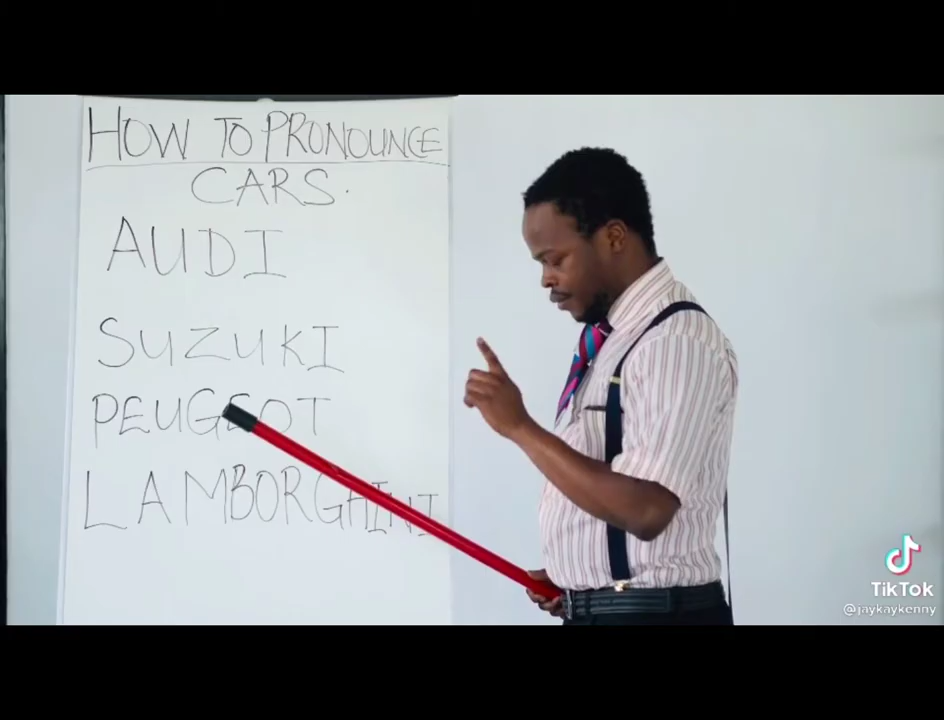 HOW TO PRONOUNCE
CARS.
AUDI
SUZUKI
PEUGEOT
LAMBORGHINI
TikTok
@jaykaykenny